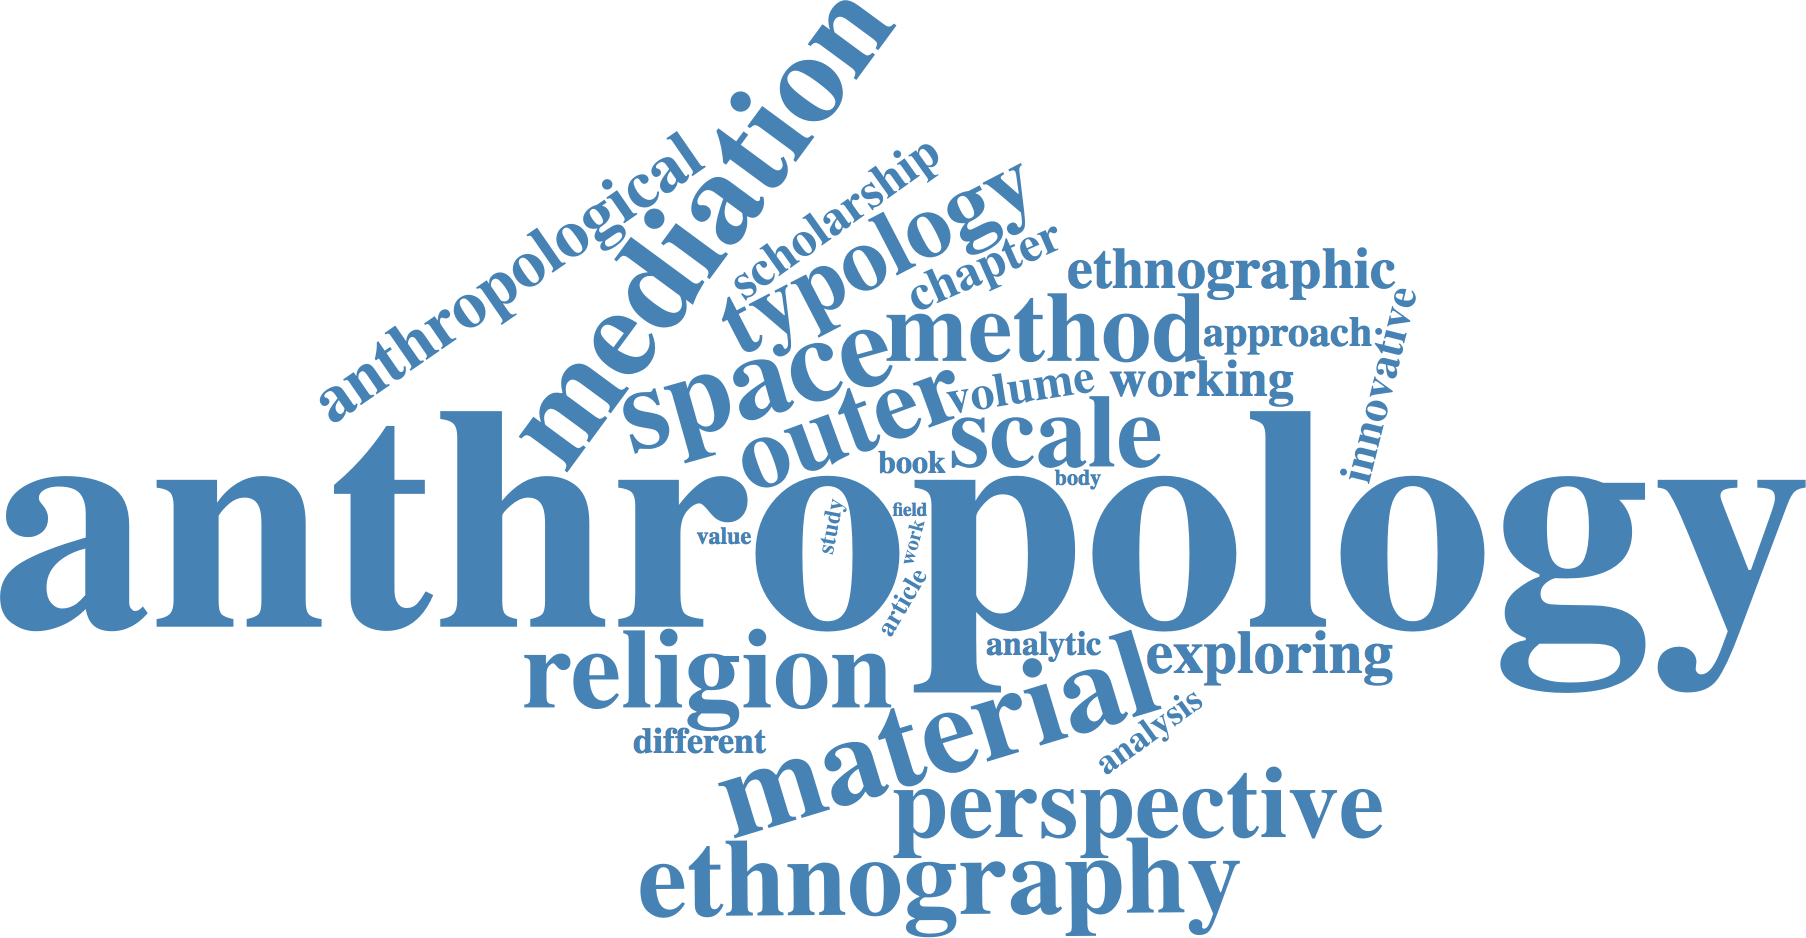 mediation
anthropological
scholarship
typology
chapter
ethnographic
space
method
approach
innovative
outer
volume
working
scale
book
body
anthropology
value
study
field
work
article
religion
analytic
exploring
different
material
analysis
perspective
ethnography